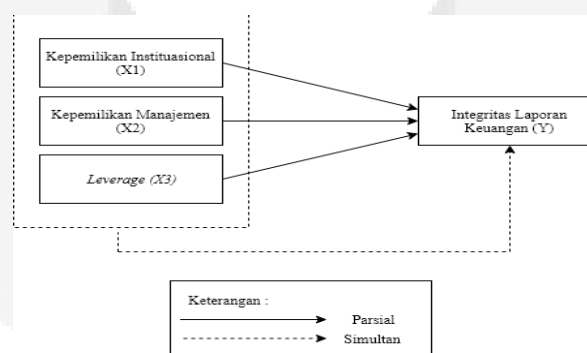 Kepemilikan Instituasional
(X1)
Kepemilikan Manajemen
(X2)
Leverage (X3)
Integritas Laporan
Keuangan (Y)
Keterangan :
Parsial
Simultan